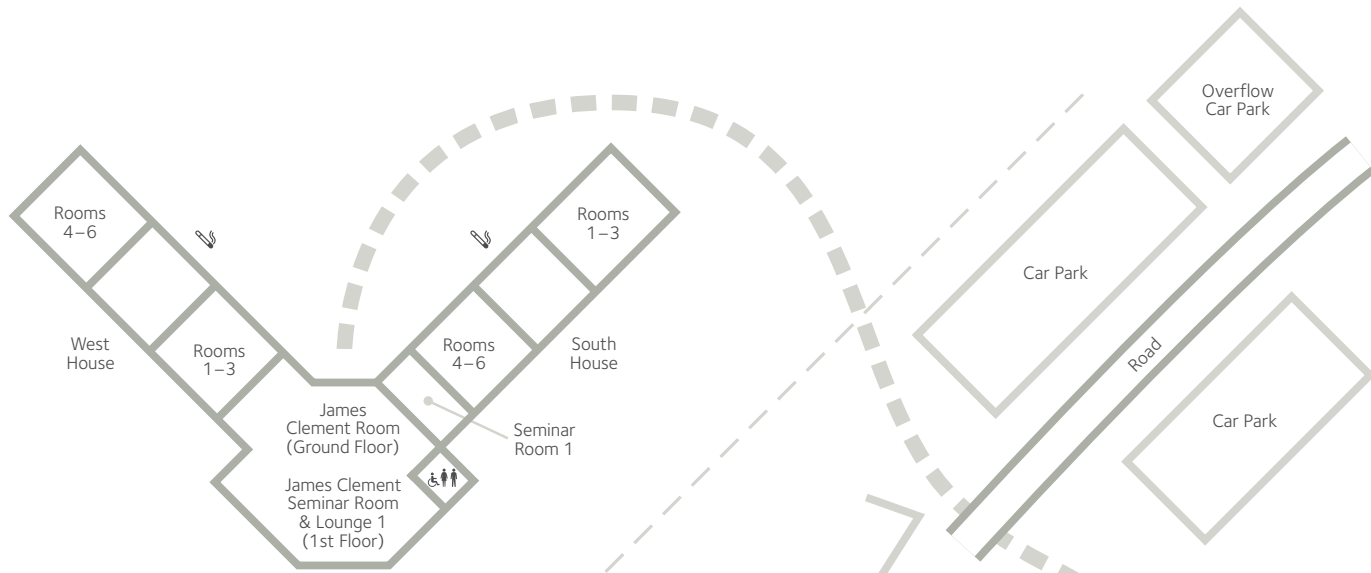 Overflow
Car Park
Rooms
4–6
Rooms
1–3
Car Park
West
House
Rooms
1–3
Rooms
4–6
South
House
Road
James
Clement Room
(Ground Floor)
Seminar
Room 1
Car Park
James Clement
Seminar Room
& Lounge 1
(1st Floor)